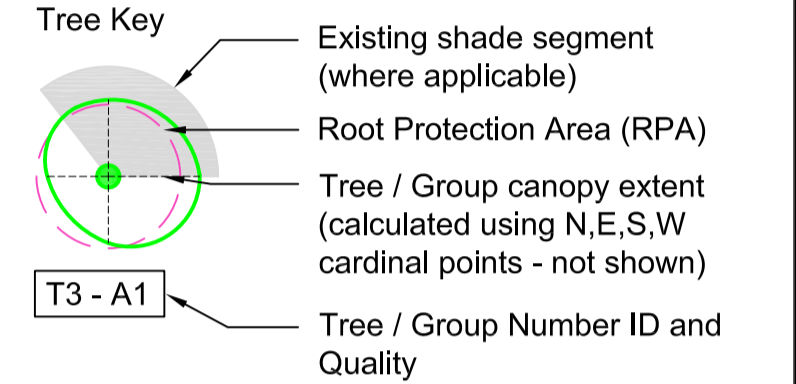 Tree Key
Existing shade segment
(where applicable)
Root Protection Area (RPA)
Tree / Group canopy extent
(calculated using N,E,S,W
cardinal points - not shown)
T3 - A1
Tree / Group Number ID and
Quality